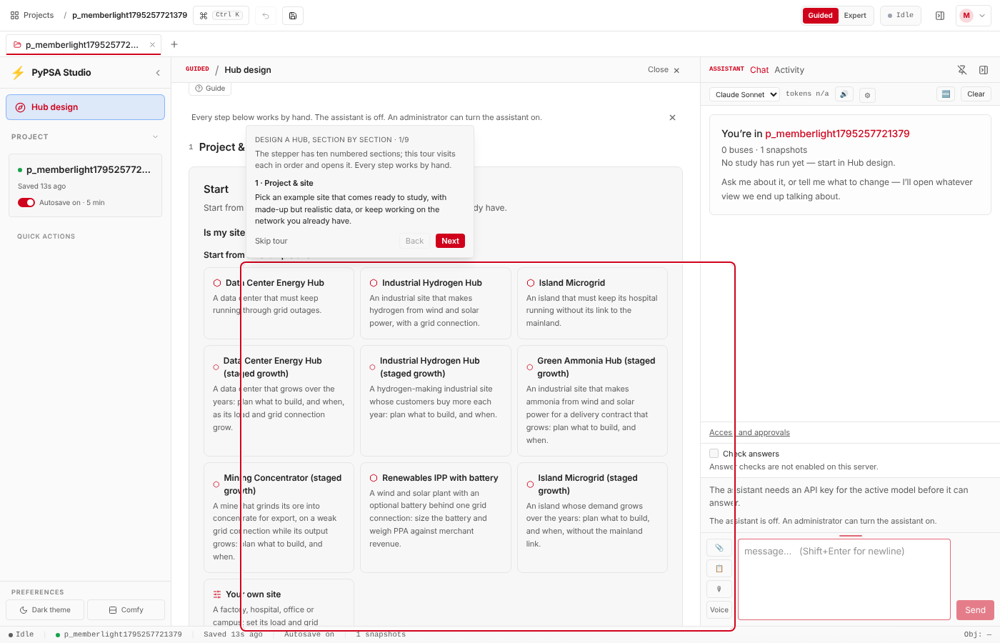 Projects / p_memberlight1795257721379 ⌘ Ctrl K Guided Expert Idle M
p_memberlight179525772... × +
PyPSA Studio
Hub design
PROJECT
p_memberlight179525772...
Saved 13s ago
Autosave on · 5 min
QUICK ACTIONS
PREFERENCES
Dark theme Comfy
GUIDED / Hub design Close ×
Guide
Every step below works by hand. The assistant is off. An administrator can turn the assistant on. ×
1 Project &
DESIGN A HUB, SECTION BY SECTION · 1/9
The stepper has ten numbered sections; this tour visits
each in order and opens it. Every step works by hand.
1 · Project & site
Pick an example site that comes ready to study, with
made-up but realistic data, or keep working on the
network you already have.
Skip tour Back Next
Start
Start from
dy have.
Is my site
Start from
Data Center Energy Hub
A data center that must keep
running through grid outages.
Industrial Hydrogen Hub
An industrial site that makes
hydrogen from wind and solar
power, with a grid connection.
Island Microgrid
An island that must keep its hospital
running without its link to the
mainland.
Data Center Energy Hub
(staged growth)
A data center that grows over the
years: plan what to build, and when,
as its load and grid connection
grow.
Industrial Hydrogen Hub
(staged growth)
A hydrogen-making industrial site
whose customers buy more each
year: plan what to build, and when.
Green Ammonia Hub (staged
growth)
An industrial site that makes
ammonia from wind and solar
power for a delivery contract that
grows: plan what to build, and
when.
Mining Concentrator (staged
growth)
A mine that grinds its ore into
concentrate for export, on a weak
grid connection while its output
grows: plan what to build, and
when.
Renewables IPP with battery
A wind and solar plant with an
optional battery behind one grid
connection: size the battery and
weigh PPA against merchant
revenue.
Island Microgrid (staged
growth)
An island whose demand grows
over the years: plan what to build,
and when, without the mainland
link.
Your own site
A factory, hospital, office or
campus: set its load and grid
ASSISTANT Chat Activity
Claude Sonnet tokens n/a Clear
You're in p_memberlight1795257721379
0 buses · 1 snapshots
No study has run yet — start in Hub design.
Ask me about it, or tell me what to change — I'll open whatever
view we end up talking about.
Access and approvals
Check answers
Answer checks are not enabled on this server.
The assistant needs an API key for the active model before it can
answer.
The assistant is off. An administrator can turn the assistant on.
message... (Shift+Enter for newline)
Voice
Send
Idle p_memberlight1795257721379 Saved 13s ago Autosave on 1 snapshots Obj: —